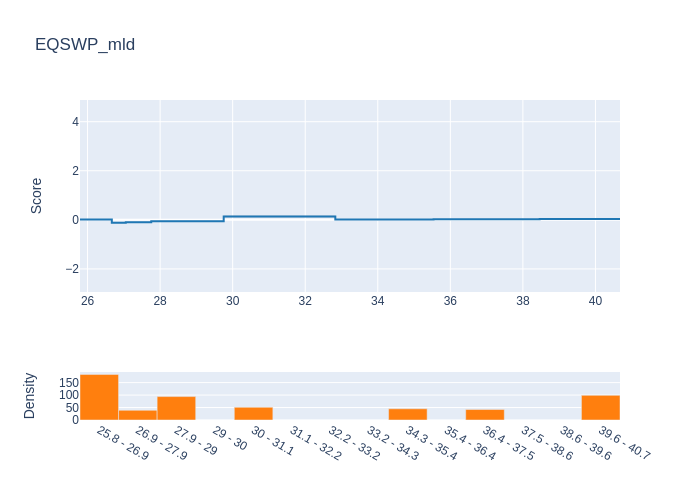 EQSWP_mld
Score
4
2
0
−2
26 28 30 32 34 36 38 40
Density
150
100
50
0
25.8 - 26.9
26.9 - 27.9
27.9 - 29
29 - 30
30 - 31.1
31.1 - 32.2
32.2 - 33.2
33.2 - 34.3
34.3 - 35.4
35.4 - 36.4
36.4 - 37.5
37.5 - 38.6
38.6 - 39.6
39.6 - 40.7